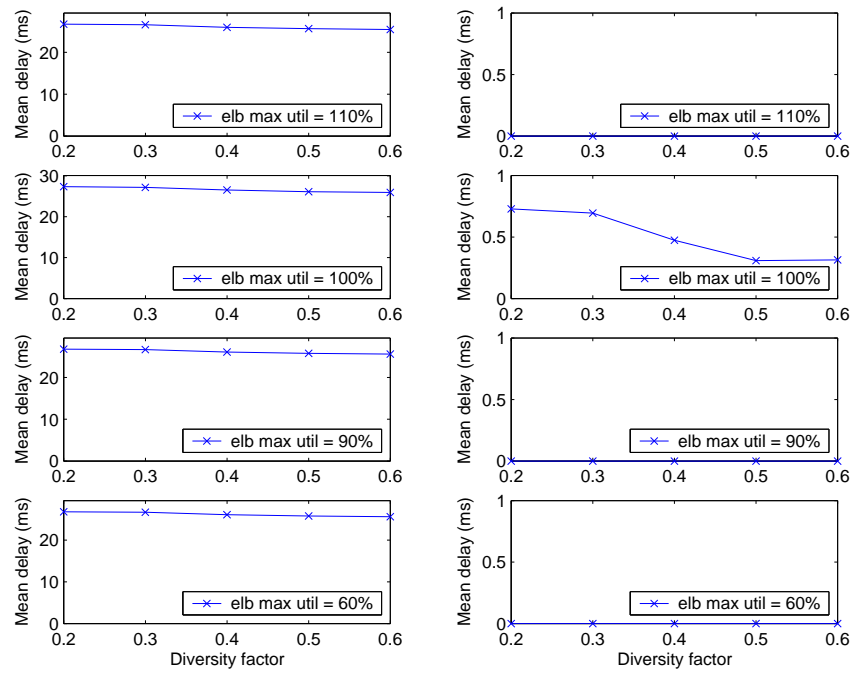 Mean delay (ms)
20
10
0
0.2 0.3 0.4 0.5 0.6
elb max util = 110%
Mean delay (ms)
1
0.5
0
0.2 0.3 0.4 0.5 0.6
elb max util = 110%
Mean delay (ms)
30
20
10
0
0.2 0.3 0.4 0.5 0.6
elb max util = 100%
Mean delay (ms)
1
0.5
0
0.2 0.3 0.4 0.5 0.6
elb max util = 100%
Mean delay (ms)
20
10
0
0.2 0.3 0.4 0.5 0.6
elb max util = 90%
Mean delay (ms)
1
0.5
0
0.2 0.3 0.4 0.5 0.6
elb max util = 90%
Mean delay (ms)
20
10
0
0.2 0.3 0.4 0.5 0.6
elb max util = 60%
Diversity factor
Mean delay (ms)
1
0.5
0
0.2 0.3 0.4 0.5 0.6
elb max util = 60%
Diversity factor